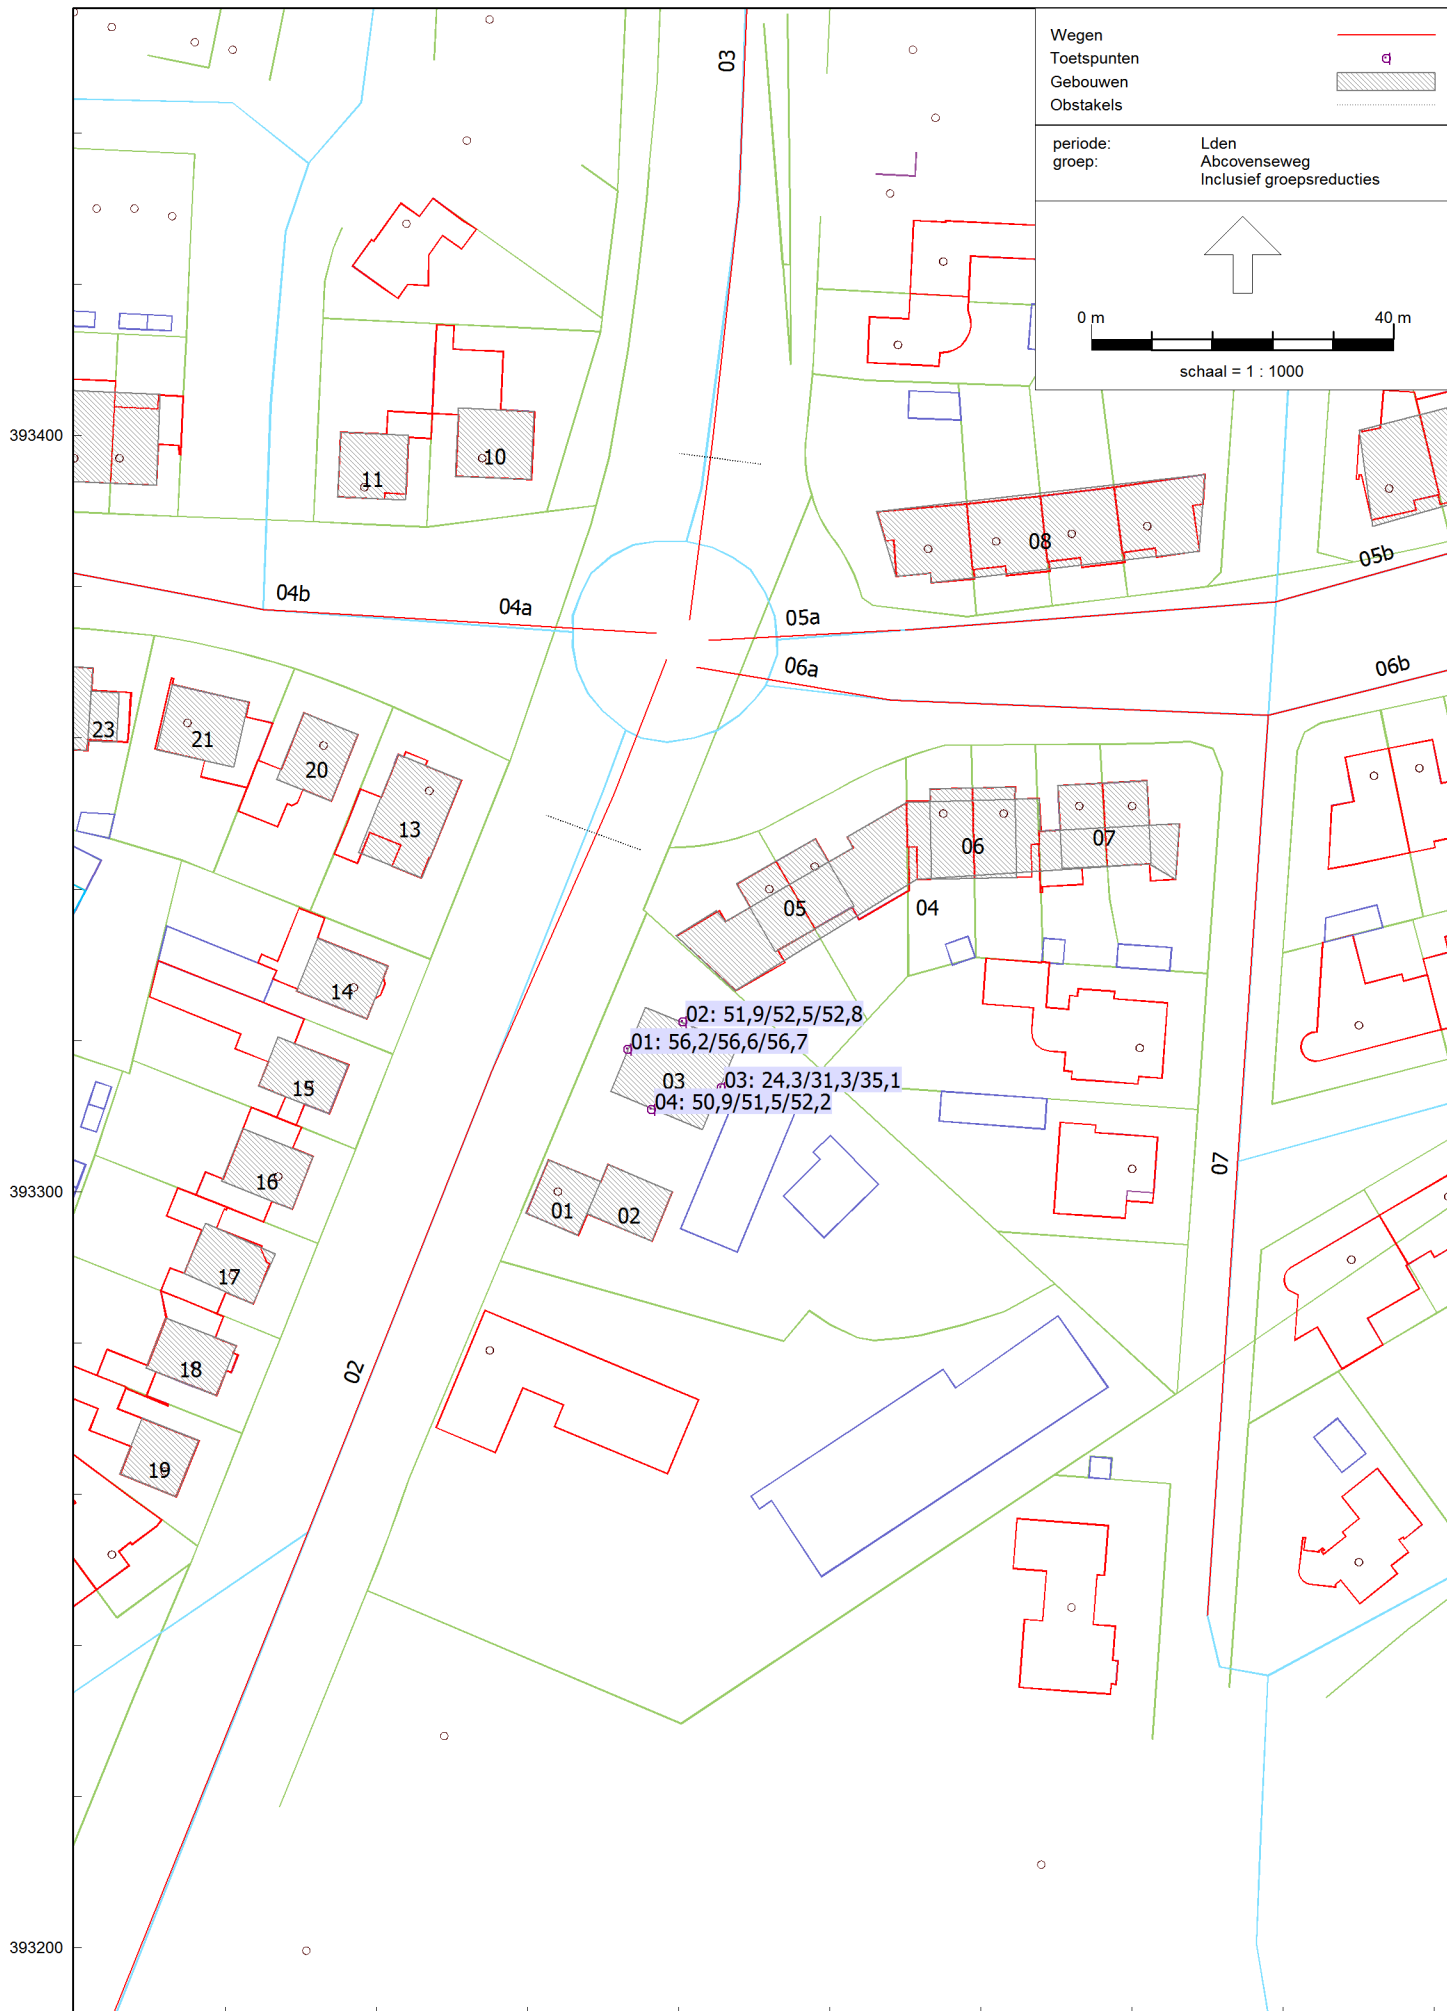 Wegen
Toetspunten
Gebouwen
Obstakels
periode: Lden
groep: Abcovenseweg
Inclusief groepsreducties
0 m 40 m
schaal = 1 : 1000
03
393400
11
10
08
05b
04b
04a
05a
06a
06b
23
21
20
13
06
07
05
04
14
02: 51,9/52,5/52,8
01: 56,2/56,6/56,7
03
03: 24,3/31,3/35,1
04: 50,9/51,5/52,2
15
16
07
393300
01
02
17
18
02
19
393200